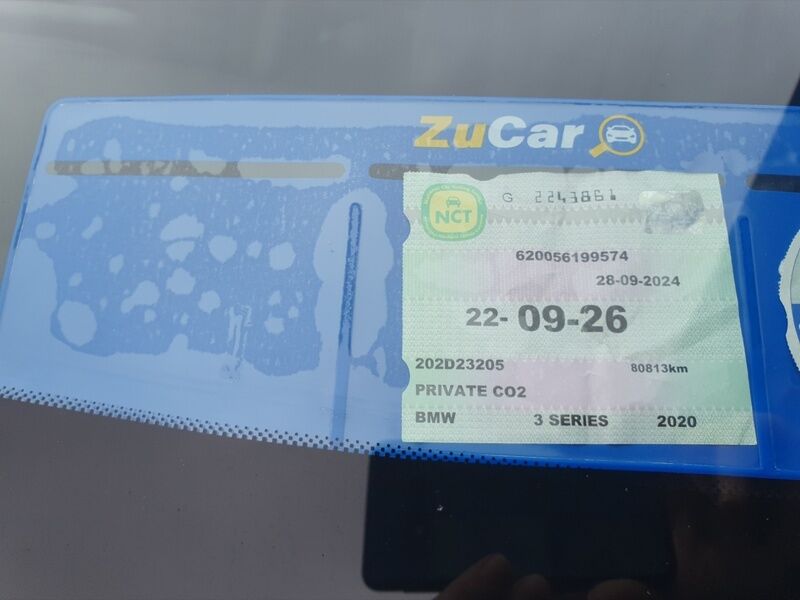 ZuCar
NCT
G 2243861
620056199574
28-09-2024
22- 09-26
202D23205 80813km
PRIVATE CO2
BMW 3 SERIES 2020